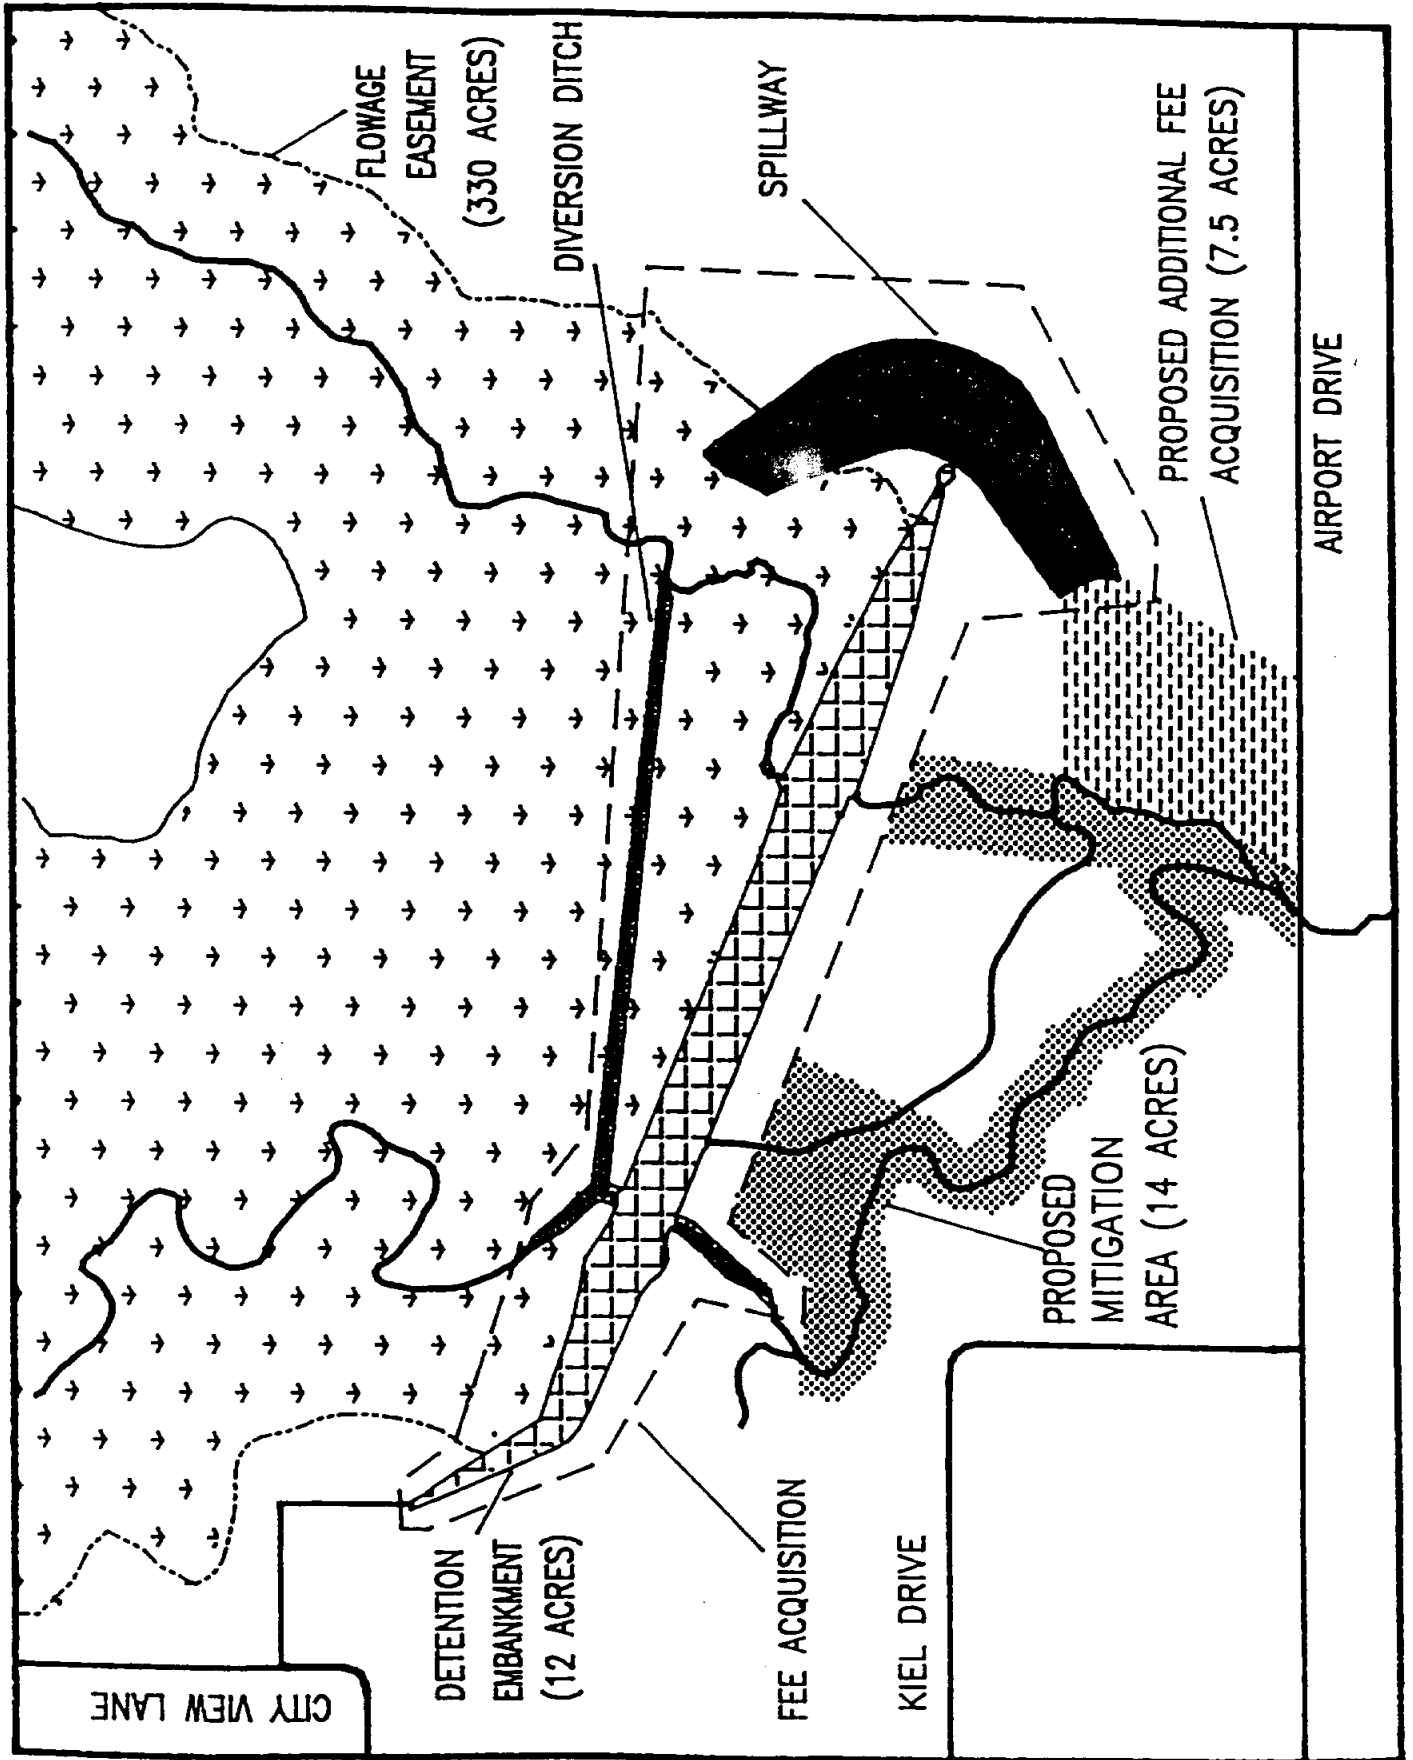 CITY VIEW LANE
DETENTION
EMBANKMENT
(12 ACRES)
FEE ACQUISITION
KIEL DRIVE
PROPOSED
MITIGATION
AREA (14 ACRES)
FLOWAGE
EASEMENT
(330 ACRES)
DIVERSION DITCH
SPILLWAY
PROPOSED ADDITIONAL FEE
ACQUISITION (7.5 ACRES)
AIRPORT DRIVE